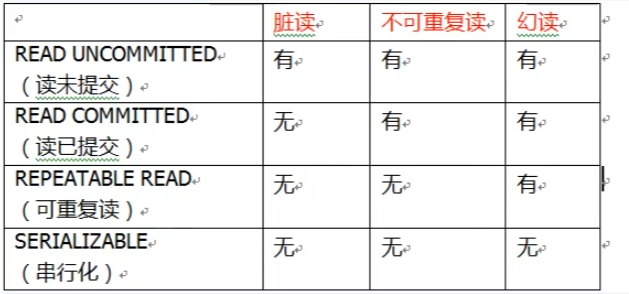 脏读 不可重复读 幻读
READ UNCOMMITTED 有 有 有
（读未提交）
READ COMMITTED 无 有 有
（读已提交）
REPEATABLE READ 无 无 有
（可重复读）
SERIALIZABLE 无 无 无
（串行化）